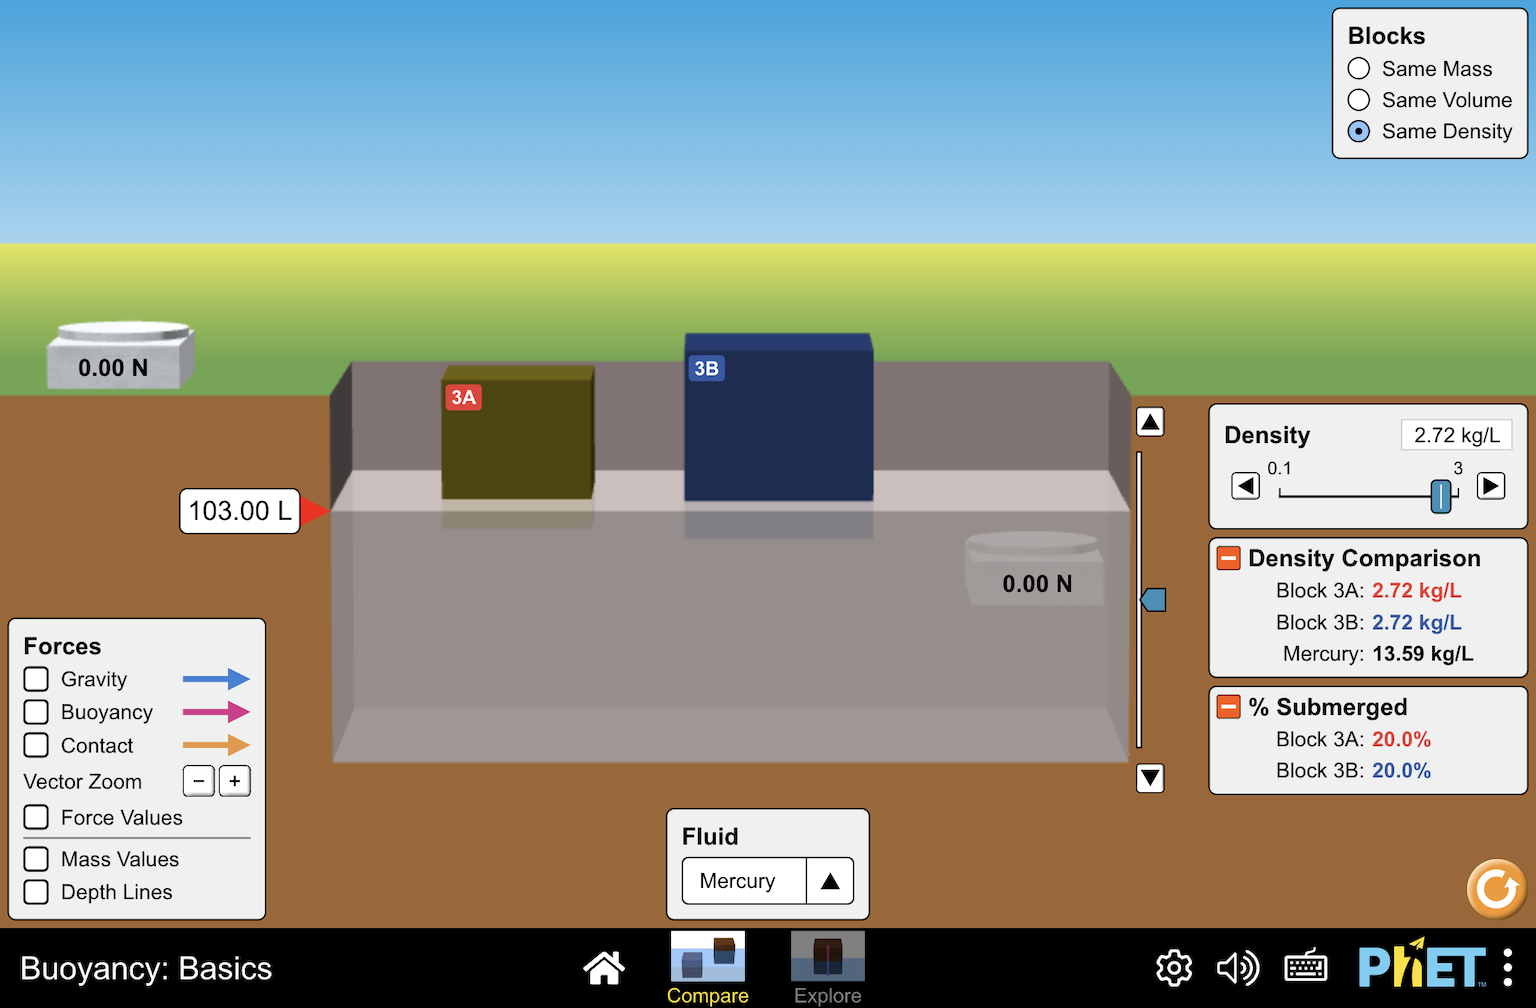 Blocks
Same Mass
Same Volume
Same Density
0.00 N
3A
3B
103.00 L
0.00 N
Density 2.72 kg/L
0.1 3
Density Comparison
Block 3A: 2.72 kg/L
Block 3B: 2.72 kg/L
Mercury: 13.59 kg/L
% Submerged
Block 3A: 20.0%
Block 3B: 20.0%
Forces
Gravity
Buoyancy
Contact
Vector Zoom − +
Force Values
Mass Values
Depth Lines
Fluid
Mercury
Buoyancy: Basics
Compare
Explore
PhET™